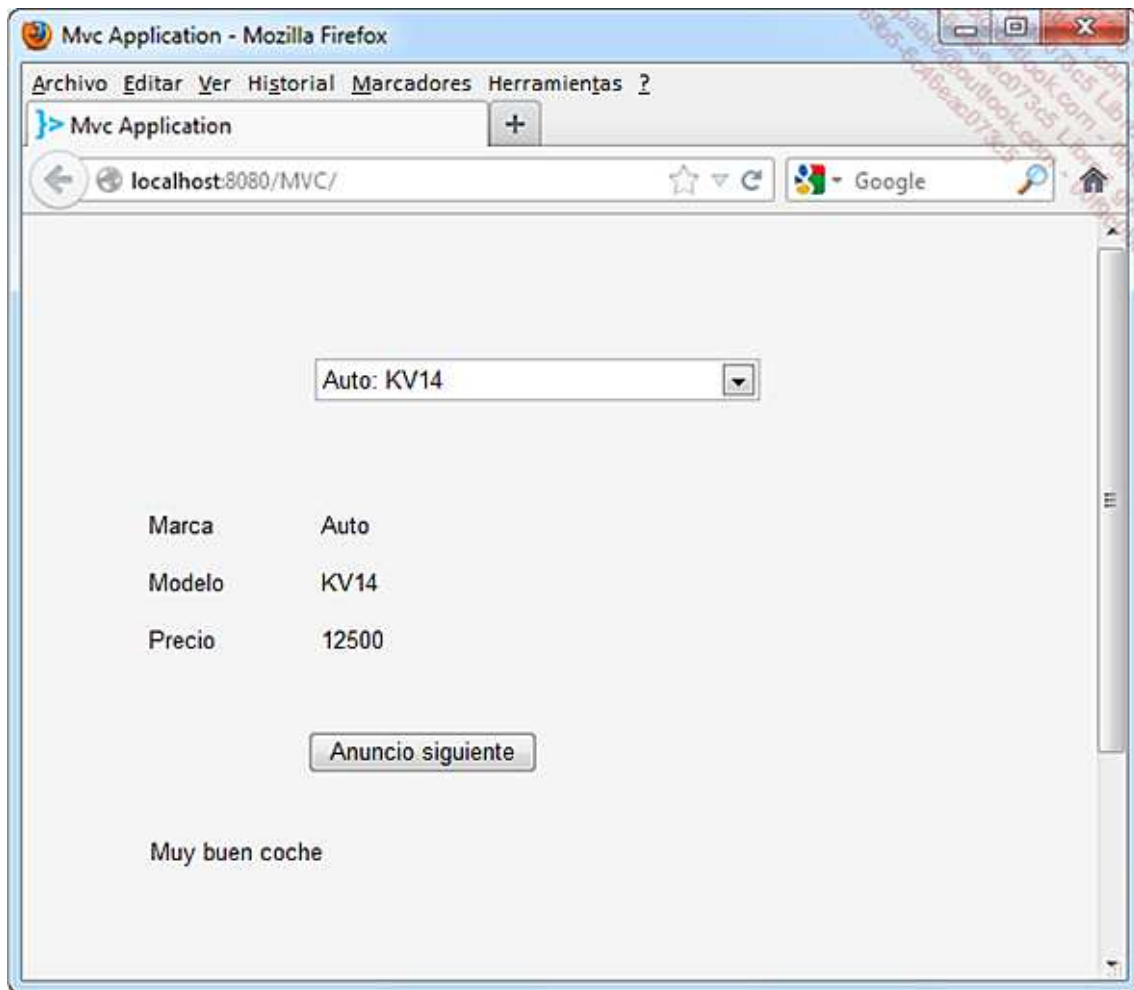 Mvc Application - Mozilla Firefox
Archivo Editar Ver Historial Marcadores Herramientas ?
}> Mvc Application +
localhost:8080/MVC/ Google
Auto: KV14
Marca Auto
Modelo KV14
Precio 12500
Anuncio siguiente
Muy buen coche